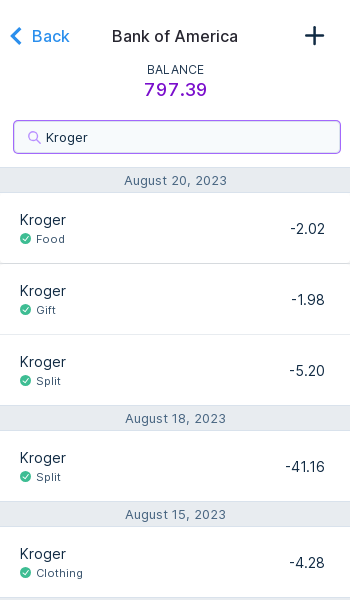 Back Bank of America
BALANCE
797.39
Kroger
August 20, 2023
Kroger -2.02
Food
Kroger -1.98
Gift
Kroger -5.20
Split
August 18, 2023
Kroger -41.16
Split
August 15, 2023
Kroger -4.28
Clothing